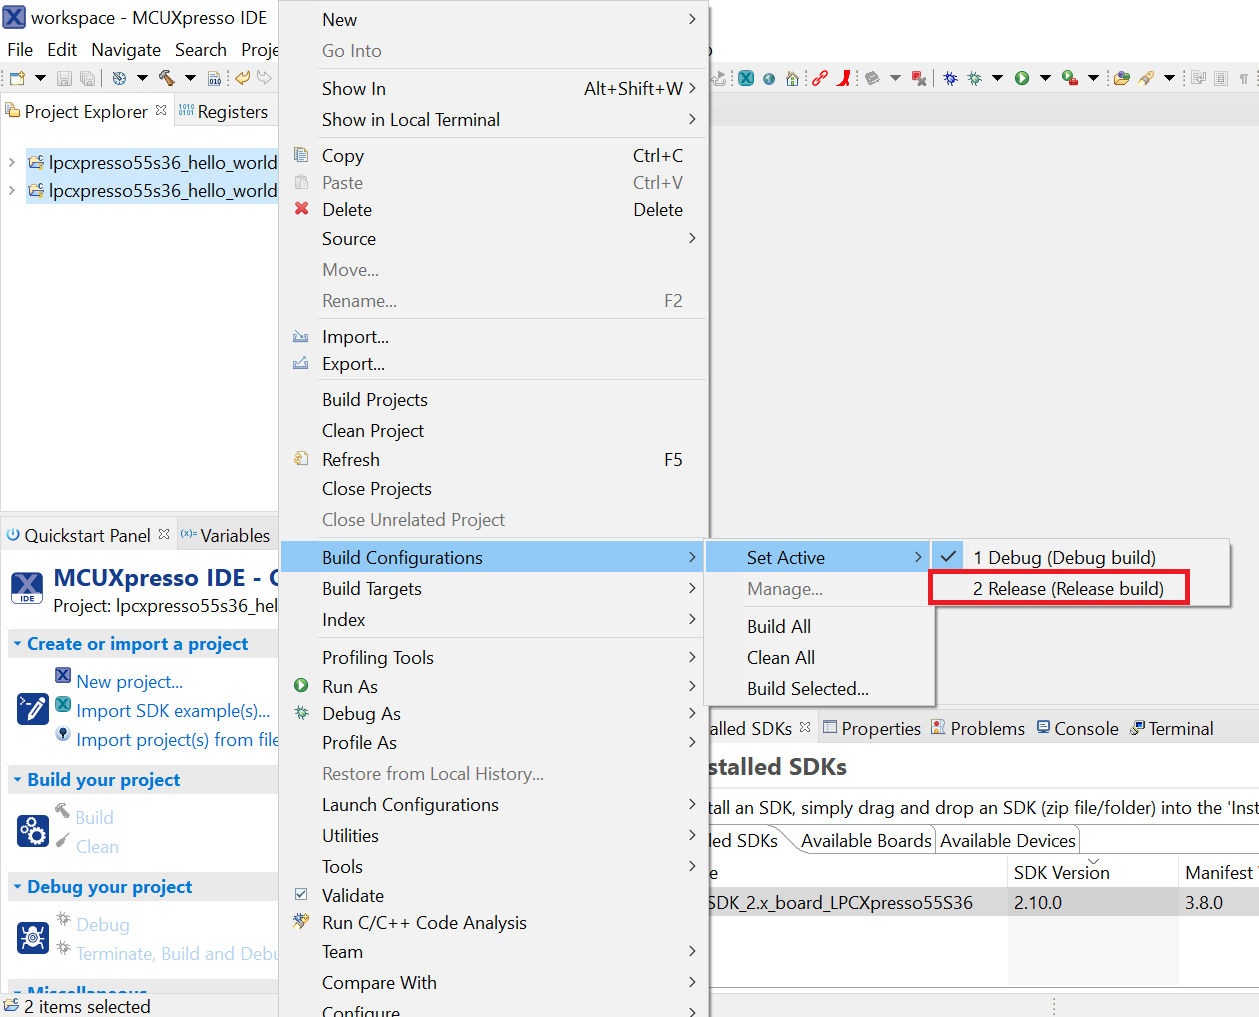 workspace - MCUXpresso IDE
File Edit Navigate Search Proje
Project Explorer
Registers
lpcxpresso55s36_hello_world
lpcxpresso55s36_hello_world
New
Go Into
Show In Alt+Shift+W
Show in Local Terminal
Copy Ctrl+C
Paste Ctrl+V
Delete Delete
Source
Move...
Rename... F2
Import...
Export...
Build Projects
Clean Project
Refresh F5
Close Projects
Close Unrelated Project
Build Configurations
Build Targets
Index
Profiling Tools
Run As
Debug As
Profile As
Restore from Local History...
Launch Configurations
Utilities
Tools
Validate
Run C/C++ Code Analysis
Team
Compare With
Configure
Set Active
Manage...
Build All
Clean All
Build Selected...
1 Debug (Debug build)
2 Release (Release build)
Quickstart Panel
(x)= Variables
IDE
MCUXpresso IDE - 
Project: lpcxpresso55s36_hel
Create or import a project
New project...
Import SDK example(s)...
Import project(s) from file
Build your project
Build
Clean
Debug your project
Debug
Terminate, Build and Debu
Miscellaneous
2 items selected
alled SDKs
Properties
Problems
Console
Terminal
stalled SDKs
tall an SDK, simply drag and drop an SDK (zip file/folder) into the 'Inst
led SDKs
Available Boards
Available Devices
e SDK Version Manifest
SDK_2.x_board_LPCXpresso55S36 2.10.0 3.8.0